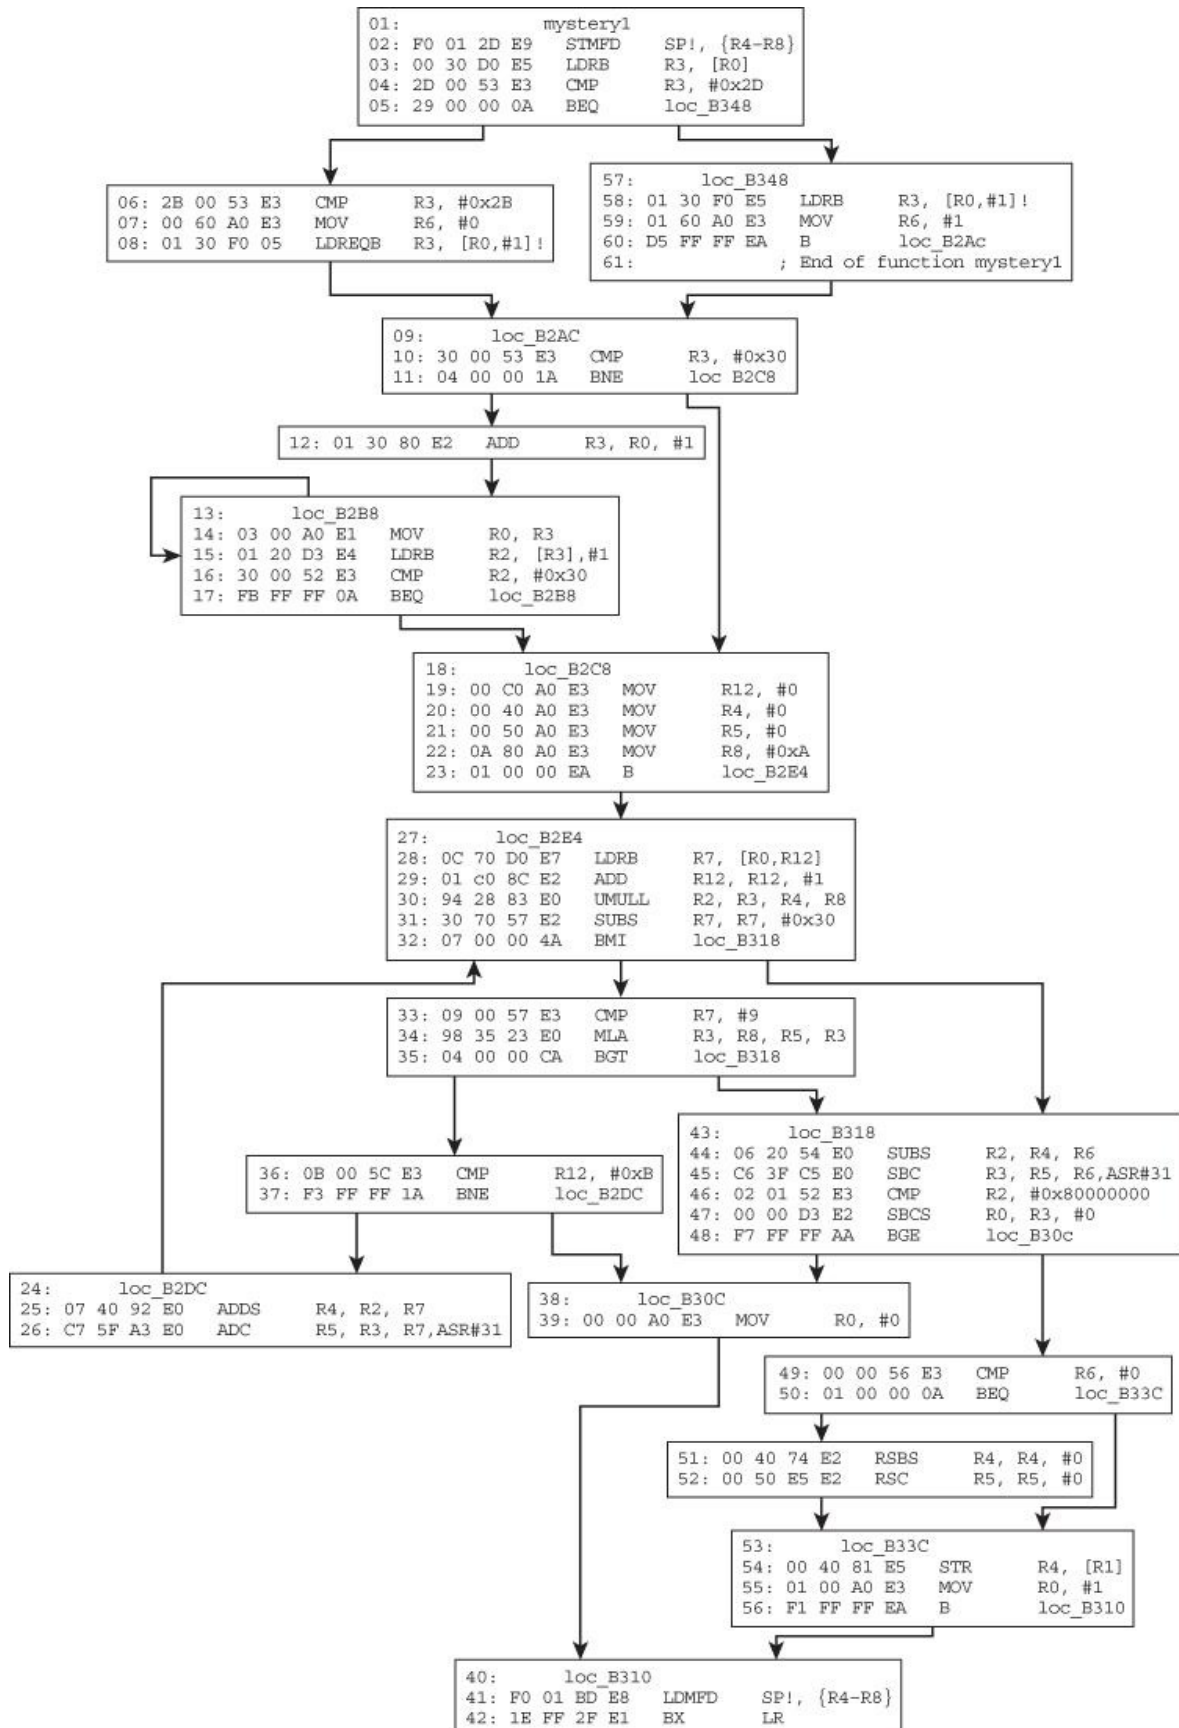 01: mystery1
02: F0 01 2D E9 STMFD SP!, {R4-R8}
03: 00 30 D0 E5 LDRB R3, [R0]
04: 2D 00 53 E3 CMP R3, #0x2D
05: 29 00 00 0A BEQ loc_B348
06: 2B 00 53 E3 CMP R3, #0x2B
07: 00 60 A0 E3 MOV R6, #0
08: 01 30 F0 05 LDREQB R3, [R0,#1]!
57: loc_B348
58: 01 30 F0 E5 LDRB R3, [R0,#1]!
59: 01 60 A0 E3 MOV R6, #1
60: D5 FF FF EA B loc_B2Ac
61: ; End of function mystery1
09: loc_B2AC
10: 30 00 53 E3 CMP R3, #0x30
11: 04 00 00 1A BNE loc B2C8
12: 01 30 80 E2 ADD R3, R0, #1
13: loc_B2B8
14: 03 00 A0 E1 MOV R0, R3
15: 01 20 D3 E4 LDRB R2, [R3],#1
16: 30 00 52 E3 CMP R2, #0x30
17: FB FF FF 0A BEQ loc_B2B8
18: loc_B2C8
19: 00 C0 A0 E3 MOV R12, #0
20: 00 40 A0 E3 MOV R4, #0
21: 00 50 A0 E3 MOV R5, #0
22: 0A 80 A0 E3 MOV R8, #0xA
23: 01 00 00 EA B loc_B2E4
27: loc_B2E4
28: 0C 70 D0 E7 LDRB R7, [R0,R12]
29: 01 c0 8C E2 ADD R12, R12, #1
30: 94 28 83 E0 UMULL R2, R3, R4, R8
31: 30 70 57 E2 SUBS R7, R7, #0x30
32: 07 00 00 4A BMI loc_B318
33: 09 00 57 E3 CMP R7, #9
34: 98 35 23 E0 MLA R3, R8, R5, R3
35: 04 00 00 CA BGT loc_B318
36: 0B 00 5C E3 CMP R12, #0xB
37: F3 FF FF 1A BNE loc_B2DC
43: loc_B318
44: 06 20 54 E0 SUBS R2, R4, R6
45: C6 3F C5 E0 SBC R3, R5, R6,ASR#31
46: 02 01 52 E3 CMP R2, #0x80000000
47: 00 00 D3 E2 SBCS R0, R3, #0
48: F7 FF FF AA BGE loc_B30c
24: loc_B2DC
25: 07 40 92 E0 ADDS R4, R2, R7
26: C7 5F A3 E0 ADC R5, R3, R7,ASR#31
38: loc_B30C
39: 00 00 A0 E3 MOV R0, #0
49: 00 00 56 E3 CMP R6, #0
50: 01 00 00 0A BEQ loc_B33C
51: 00 40 74 E2 RSBS R4, R4, #0
52: 00 50 E5 E2 RSC R5, R5, #0
53: loc_B33C
54: 00 40 81 E5 STR R4, [R1]
55: 01 00 A0 E3 MOV R0, #1
56: F1 FF FF EA B loc_B310
40: loc_B310
41: F0 01 BD E8 LDMFD SP!, {R4-R8}
42: 1E FF 2F E1 BX LR